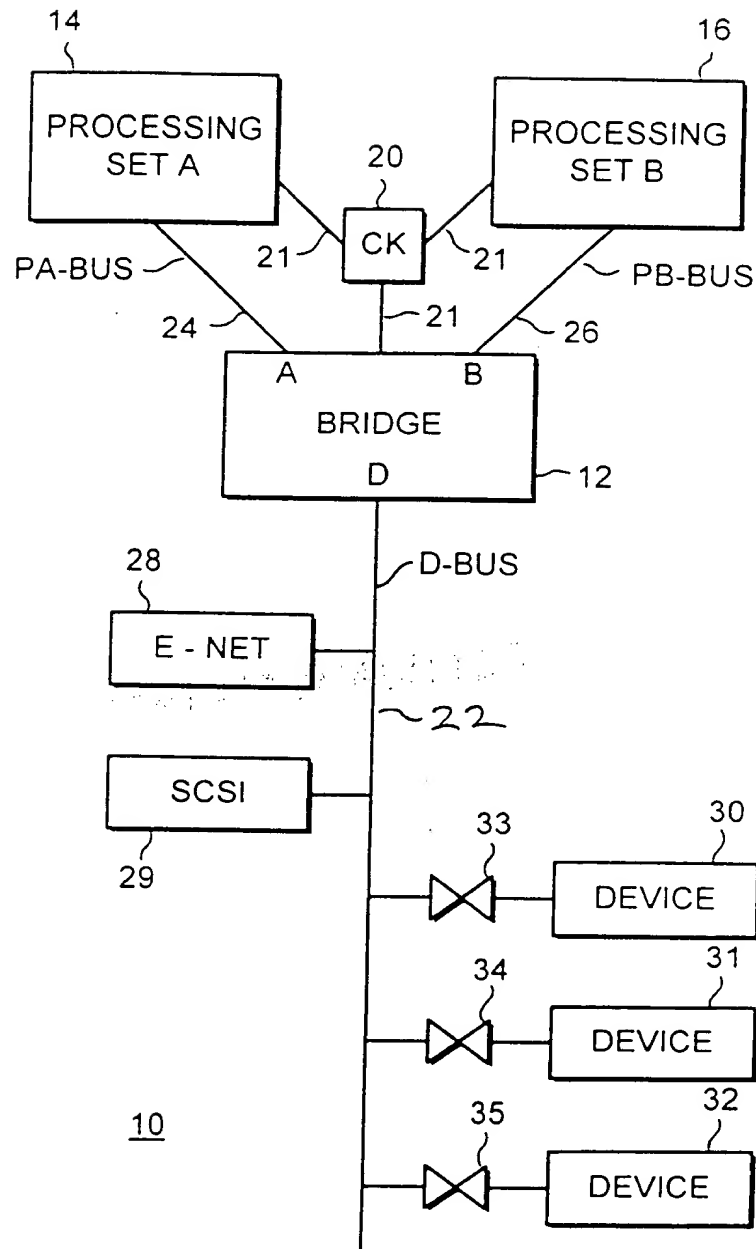 14
16
PROCESSING
SET A
20
PROCESSING
SET B
CK
21
21
PA-BUS
PB-BUS
21
24
26
A
B
BRIDGE
D
12
D-BUS
28
E - NET
22
SCSI
29
33
30
DEVICE
34
31
DEVICE
10
35
32
DEVICE